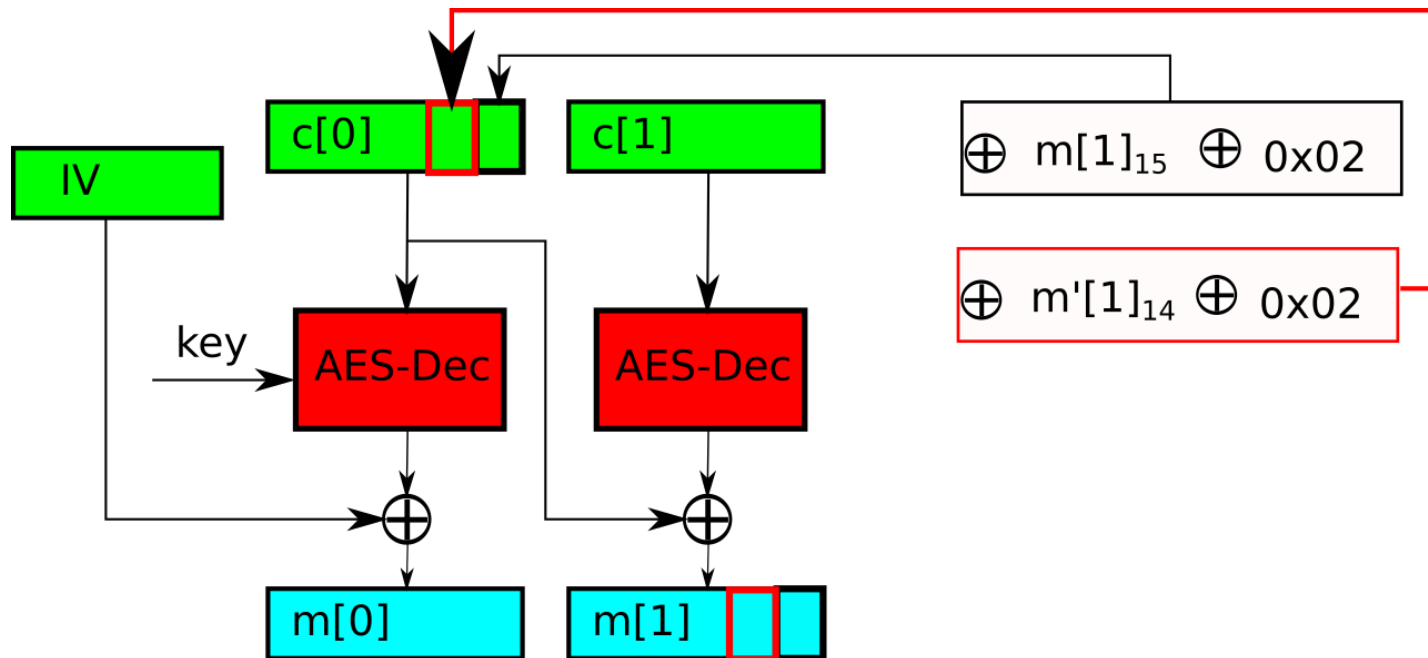 c[0]
c[1]
⊕ m[1]₁₅ ⊕ 0x02
IV
⊕ m'[1]₁₄ ⊕ 0x02
key
AES-Dec
AES-Dec
m[0]
m[1]